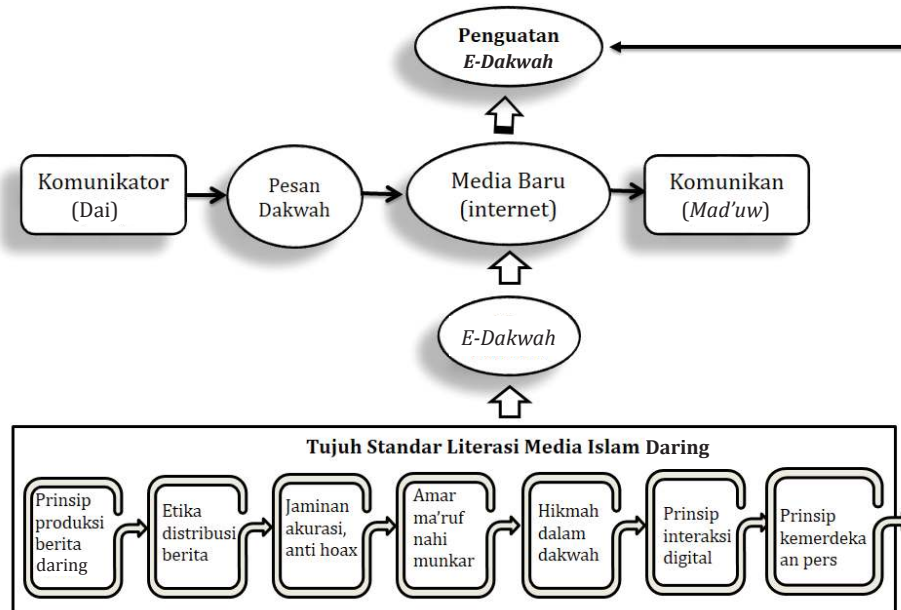 Penguatan
E-Dakwah
Komunikator
(Dai)
Pesan
Dakwah
Media Baru
(internet)
Komunikan
(Mad'uw)
E-Dakwah
Tujuh Standar Literasi Media Islam Daring
Prinsip
produksi
berita
daring
Etika
distribusi
berita
Jaminan
akurasi,
anti hoax
Amar
ma'ruf
nahi
munkar
Hikmah
dalam
dakwah
Prinsip
interaksi
digital
Prinsip
kemerdeka
an pers